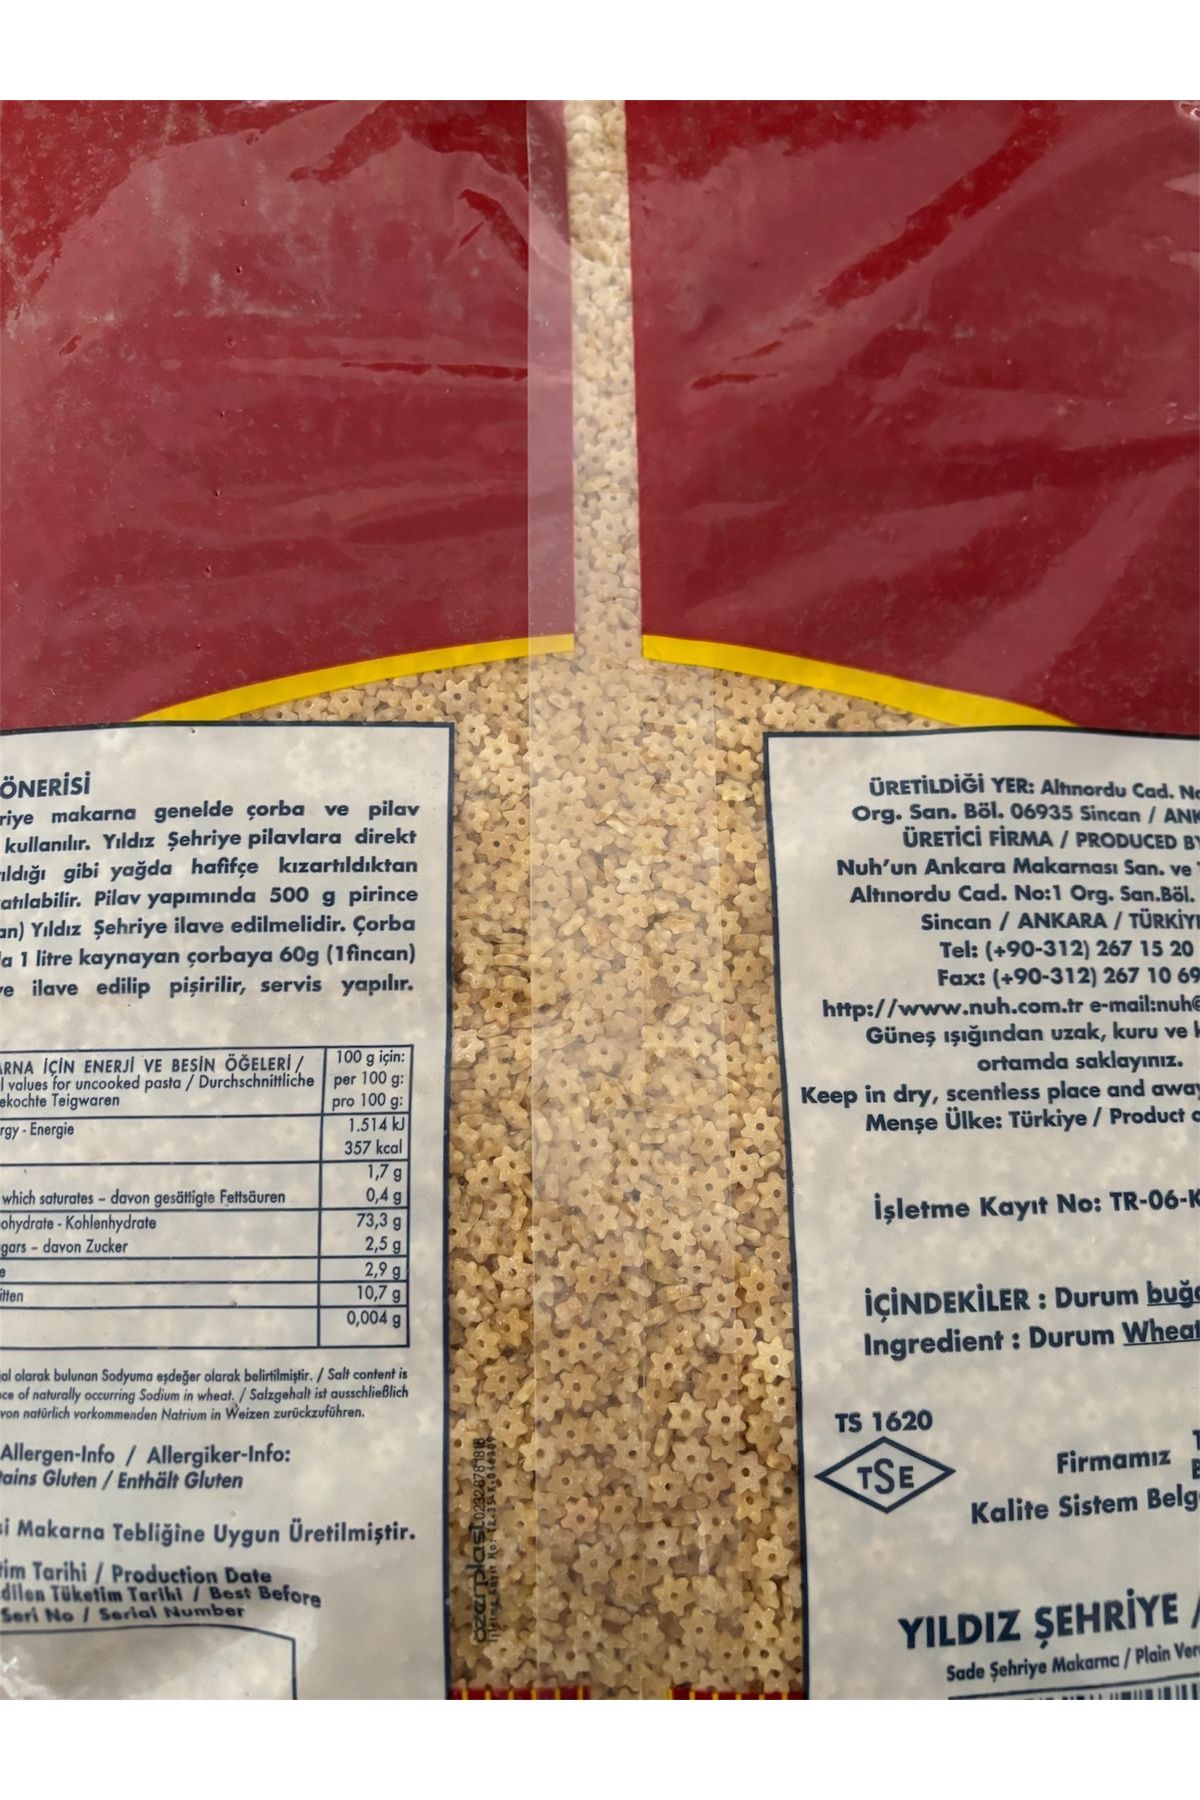 ÖNERİSİ
riye makarna genelde çorba ve pilav
kullanılır. Yıldız Şehriye pilavlara direkt
ıldığı gibi yağda hafifçe kızartıldıktan
atılabilir. Pilav yapımında 500 g pirince
an) Yıldız Şehriye ilave edilmelidir. Çorba
a 1 litre kaynayan çorbaya 60g (1fincan)
e ilave edilip pişirilir, servis yapılır.
ARNA İÇİN ENERJİ VE BESİN ÖĞELERİ / 100 g için:
l values for uncooked pasta / Durchschnittliche per 100 g:
ekochte Teigwaren pro 100 g:
rgy - Energie 1.514 kJ
357 kcal
1,7 g
which saturates – davon gesättigte Fettsäuren 0,4 g
ohydrate - Kohlenhydrate 73,3 g
gars – davon Zucker 2,5 g
e 2,9 g
itten 10,7 g
0,004 g
al olarak bulunan Sodyuma eşdeğer olarak belirtilmiştir. / Salt content is
ce of naturally occurring Sodium in wheat. / Salzgehalt ist ausschließlich
von natürlich vorkommenden Natrium in Weizen zurückzuführen.
Allergen-Info / Allergiker-Info:
tains Gluten / Enthält Gluten
si Makarna Tebliğine Uygun Üretilmiştir.
tim Tarihi / Production Date
dilen Tüketim Tarihi / Best Before
Seri No / Serial Number
özerplast
ÜRETİLDİĞİ YER: Altınordu Cad. No
Org. San. Böl. 06935 Sincan / ANK
ÜRETİCİ FİRMA / PRODUCED BY
Nuh'un Ankara Makarnası San. ve
Altınordu Cad. No:1 Org. San.Böl.
Sincan / ANKARA / TÜRKİYE
Tel: (+90-312) 267 15 20
Fax: (+90-312) 267 10 69
http://www.nuh.com.tr e-mail:nuh@
Güneş ışığından uzak, kuru ve k
ortamda saklayınız.
Keep in dry, scentless place and away
Menşe Ülke: Türkiye / Product o
İşletme Kayıt No: TR-06-K
İÇİNDEKİLER : Durum buğd
Ingredient : Durum Wheat
TS 1620
TSE
Firmamız
Kalite Sistem Belg
YILDIZ ŞEHRİYE /
Sade Şehriye Makarna / Plain Ver